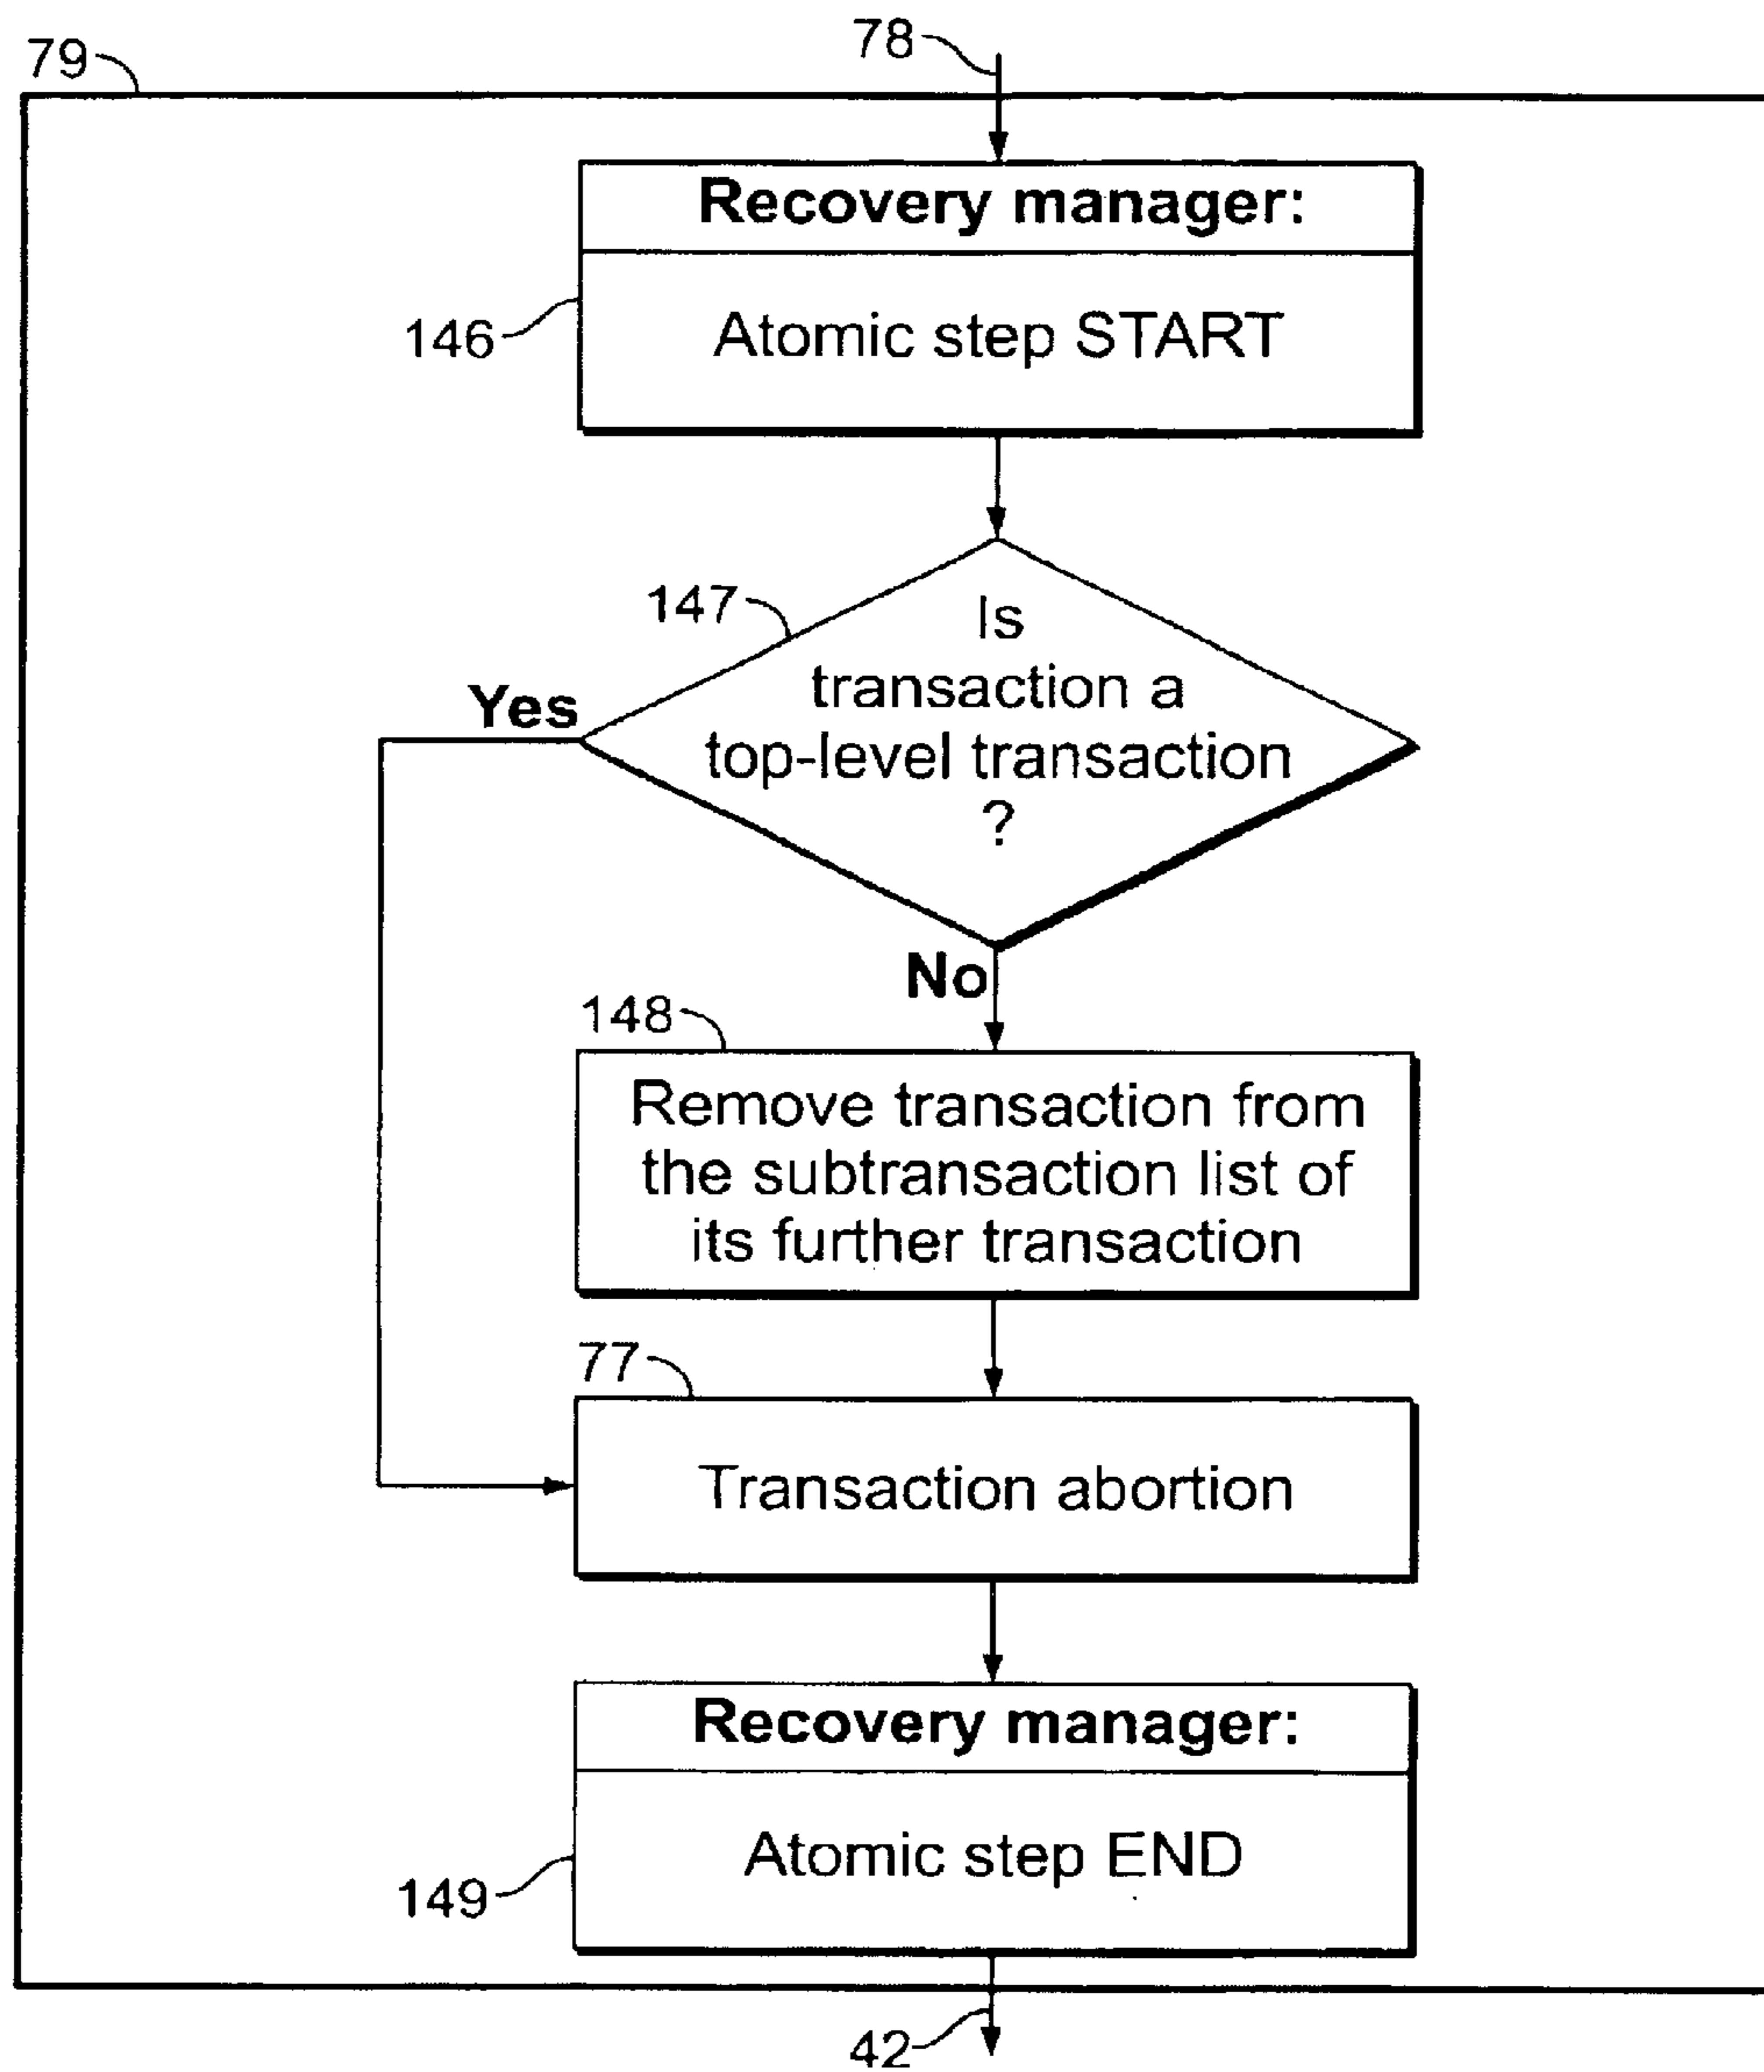 78
79
Recovery manager:
146
Atomic step START
147
Is
transaction a
top-level transaction
?
Yes
No
148
Remove transaction from
the subtransaction list of
its further transaction
77
Transaction abortion
Recovery manager:
Atomic step END
149
42